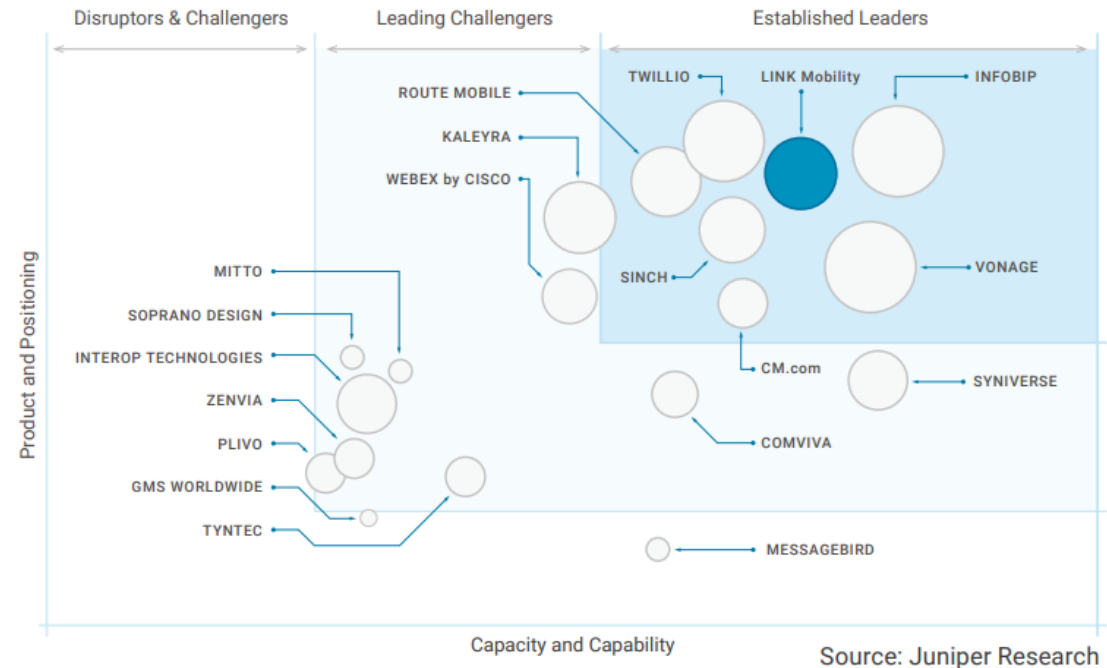 Disruptors & Challengers
Leading Challengers
Established Leaders
TWILLIO
LINK Mobility
INFOBIP
ROUTE MOBILE
KALEYRA
WEBEX by CISCO
MITTO
SINCH
VONAGE
SOPRANO DESIGN
INTEROP TECHNOLOGIES
CM.com
SYNIVERSE
ZENVIA
PLIVO
COMVIVA
GMS WORLDWIDE
TYNTEC
MESSAGEBIRD
Product and Positioning
Capacity and Capability
Source: Juniper Research